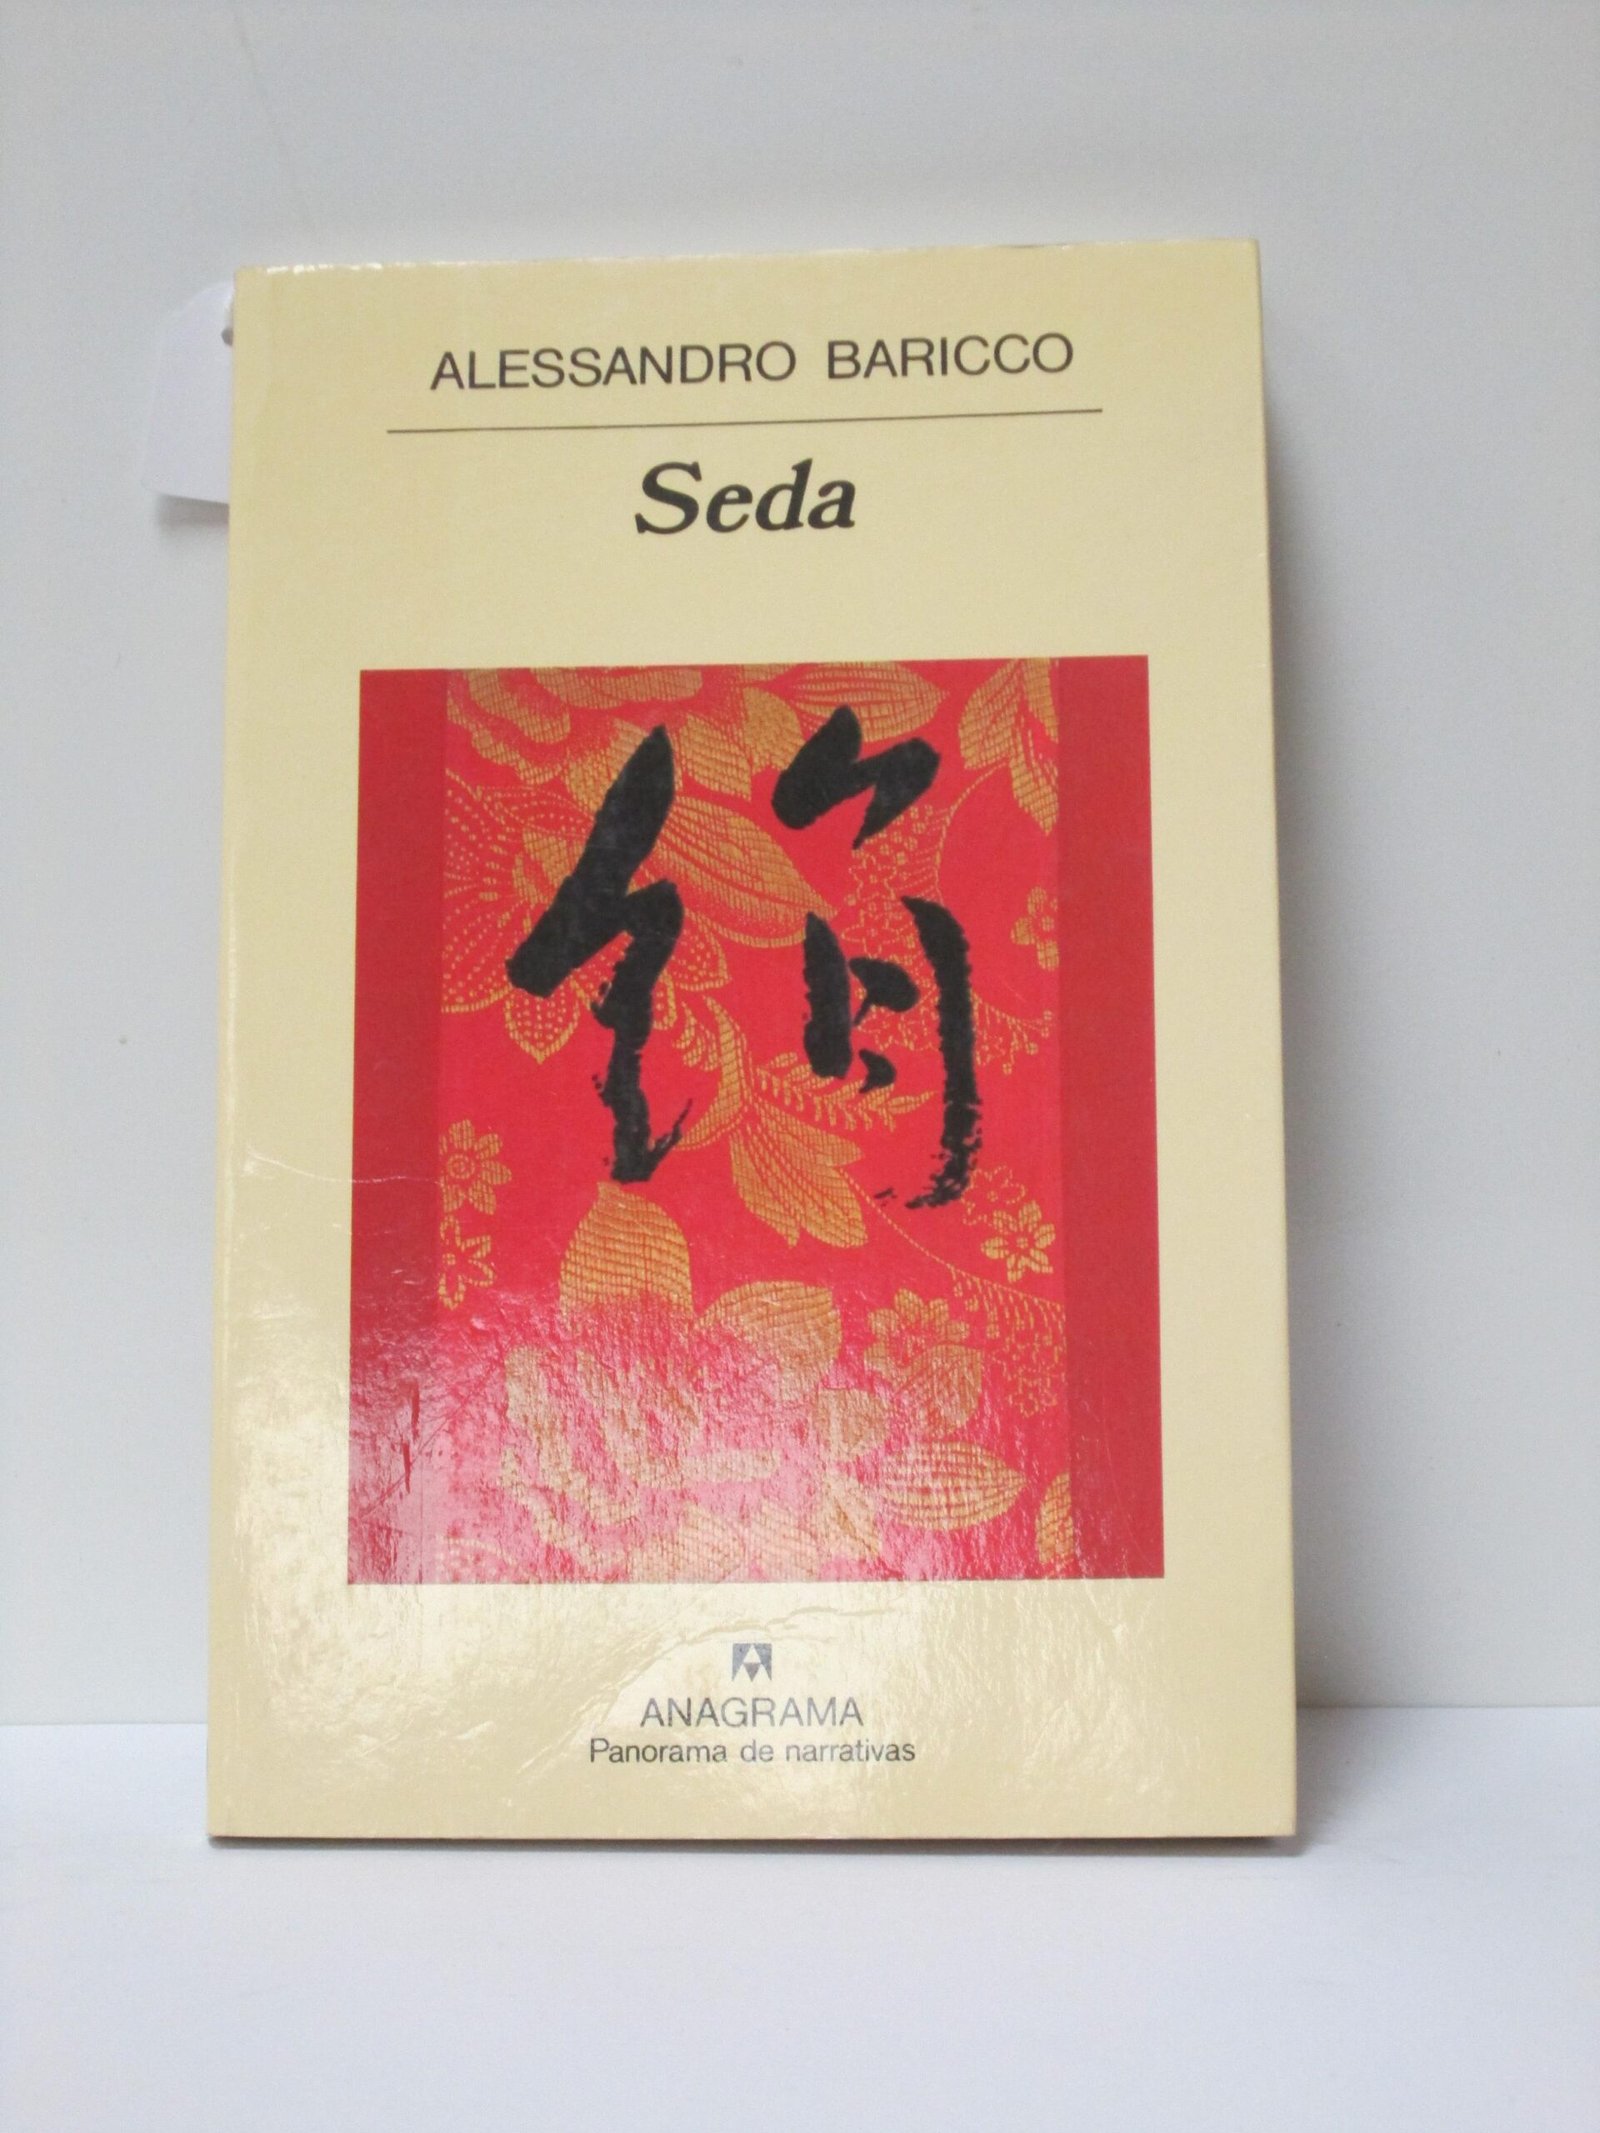 ALESSANDRO BARICCO
Seda
絹
ANAGRAMA
Panorama de narrativas